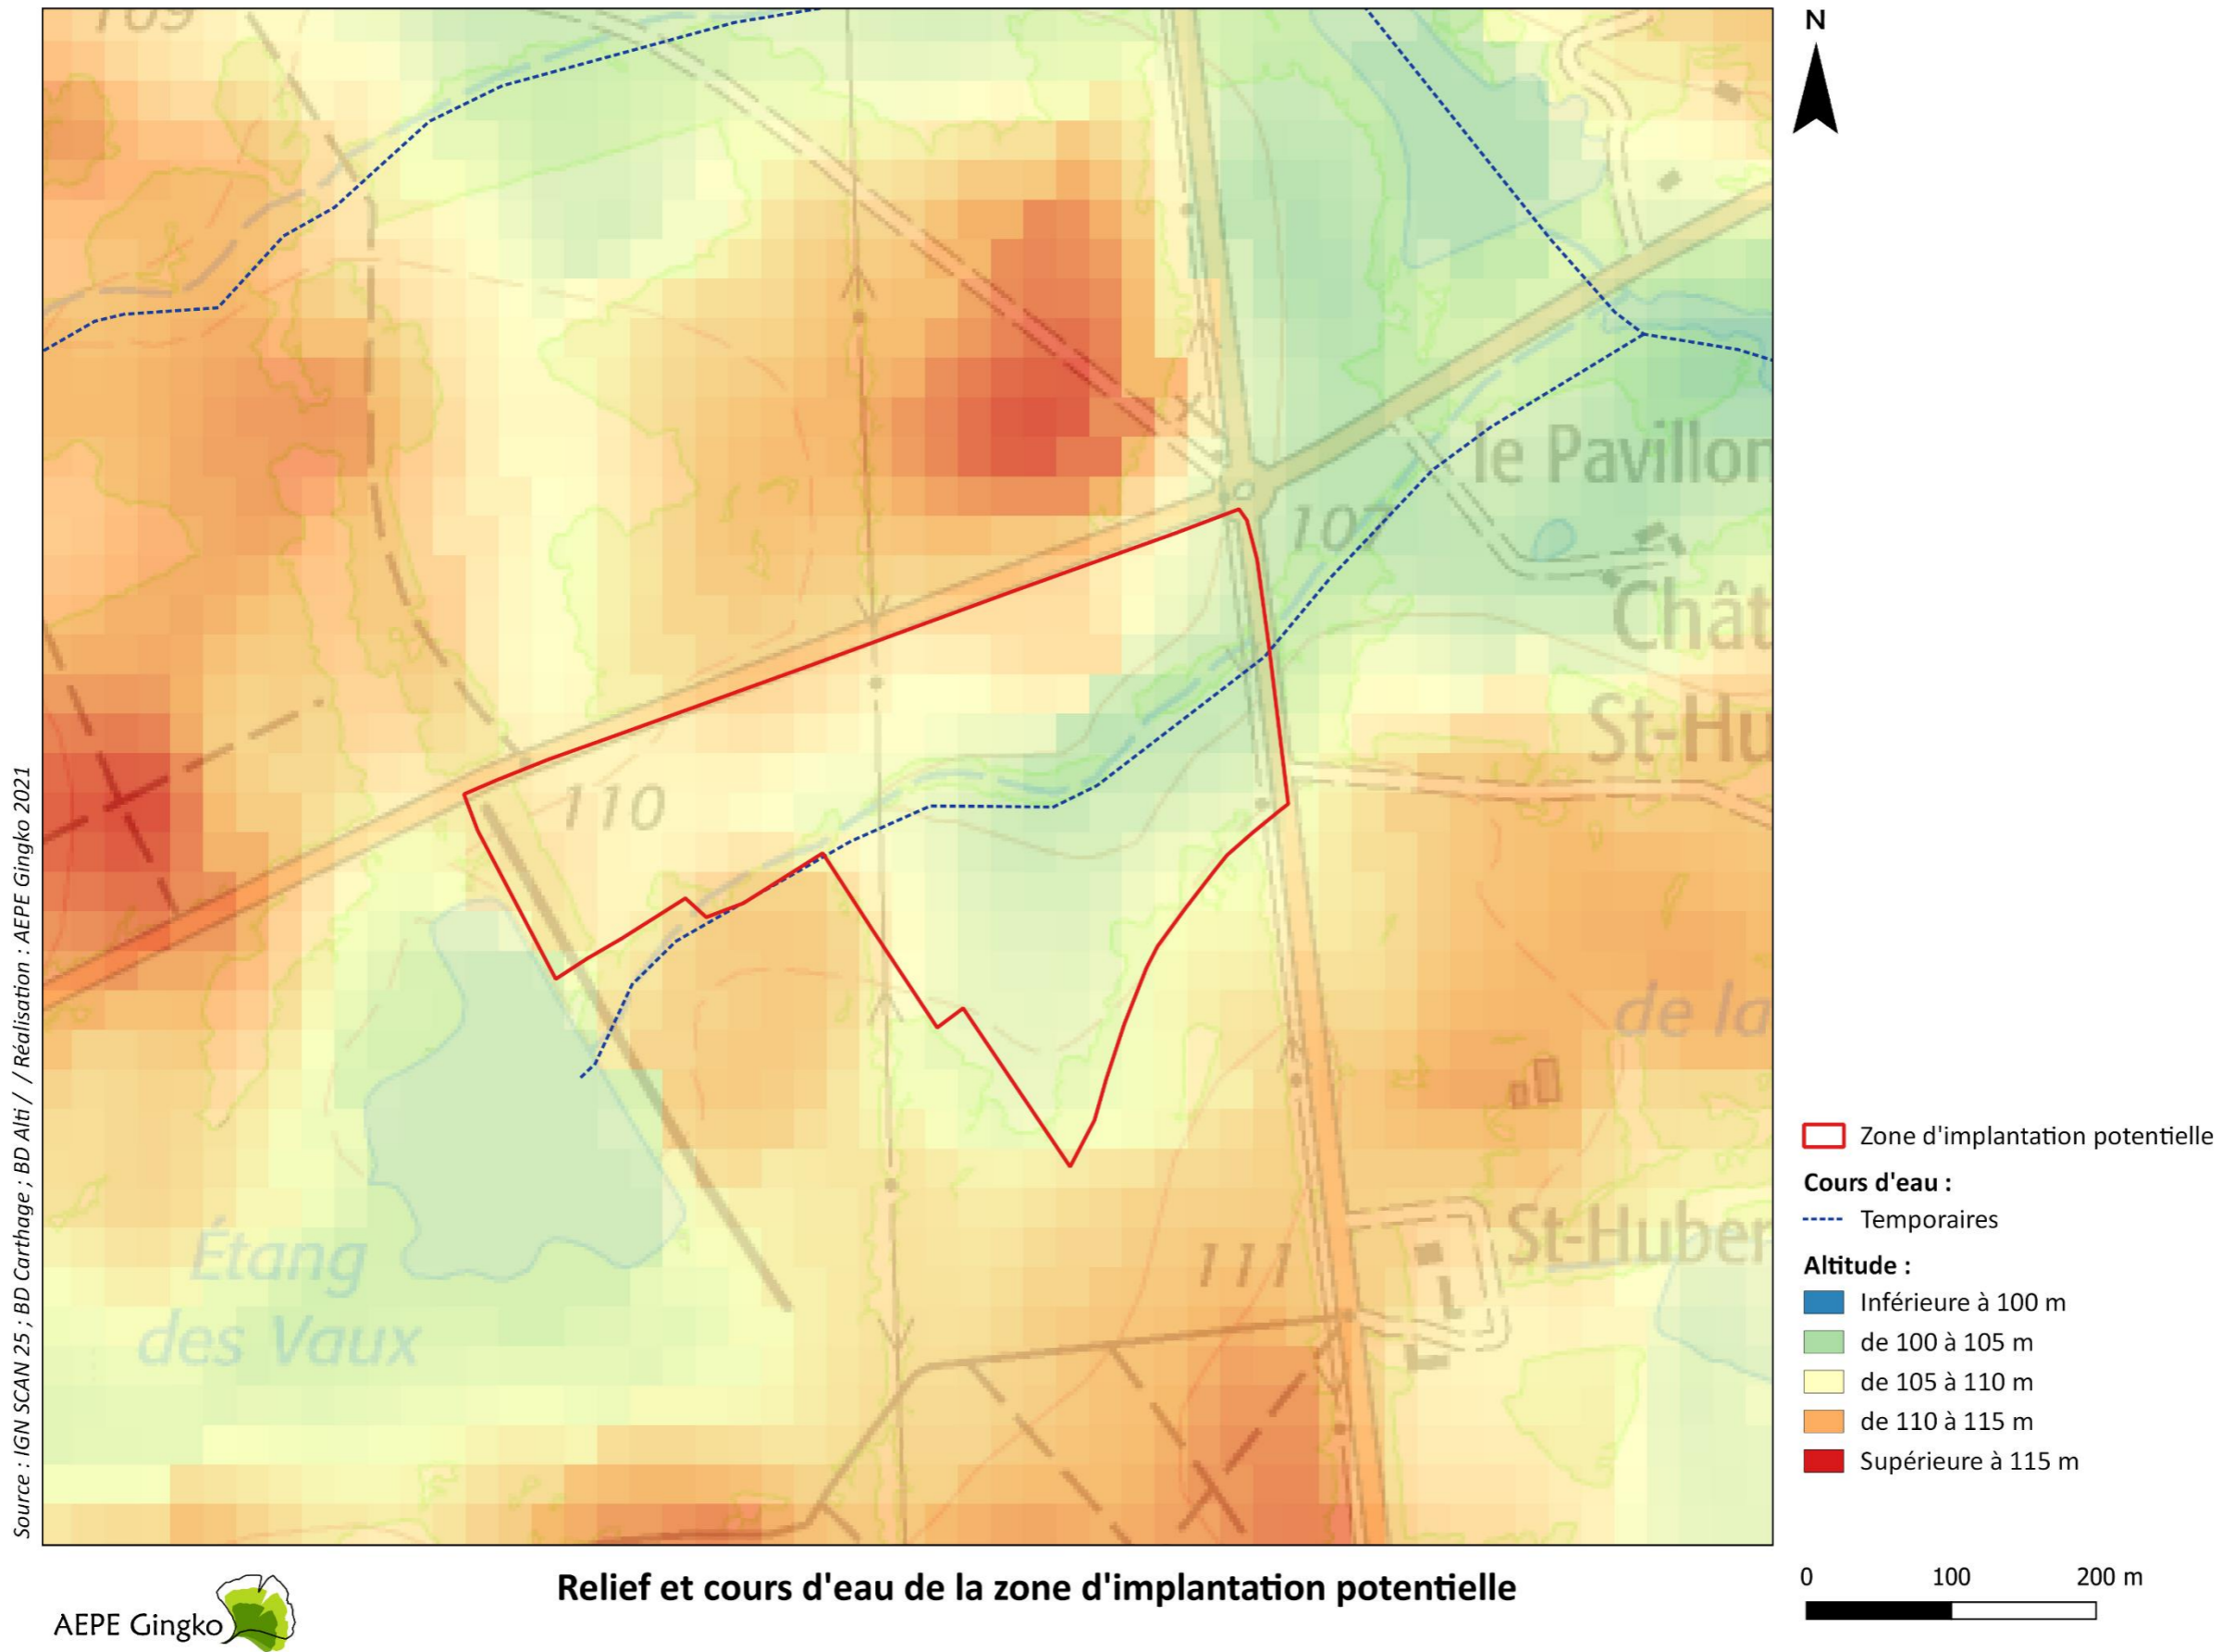 N
109
le Pavillon
107
Chât
St-Hu
110
de la
Étang
des Vaux
111
St-Huber
Source : IGN SCAN 25 ; BD Carthage ; BD Alti / / Réalisation : AEPE Gingko 2021
Zone d'implantation potentielle
Cours d'eau :
Temporaires
Altitude :
Inférieure à 100 m
de 100 à 105 m
de 105 à 110 m
de 110 à 115 m
Supérieure à 115 m
Relief et cours d'eau de la zone d'implantation potentielle
0 100 200 m
AEPE Gingko